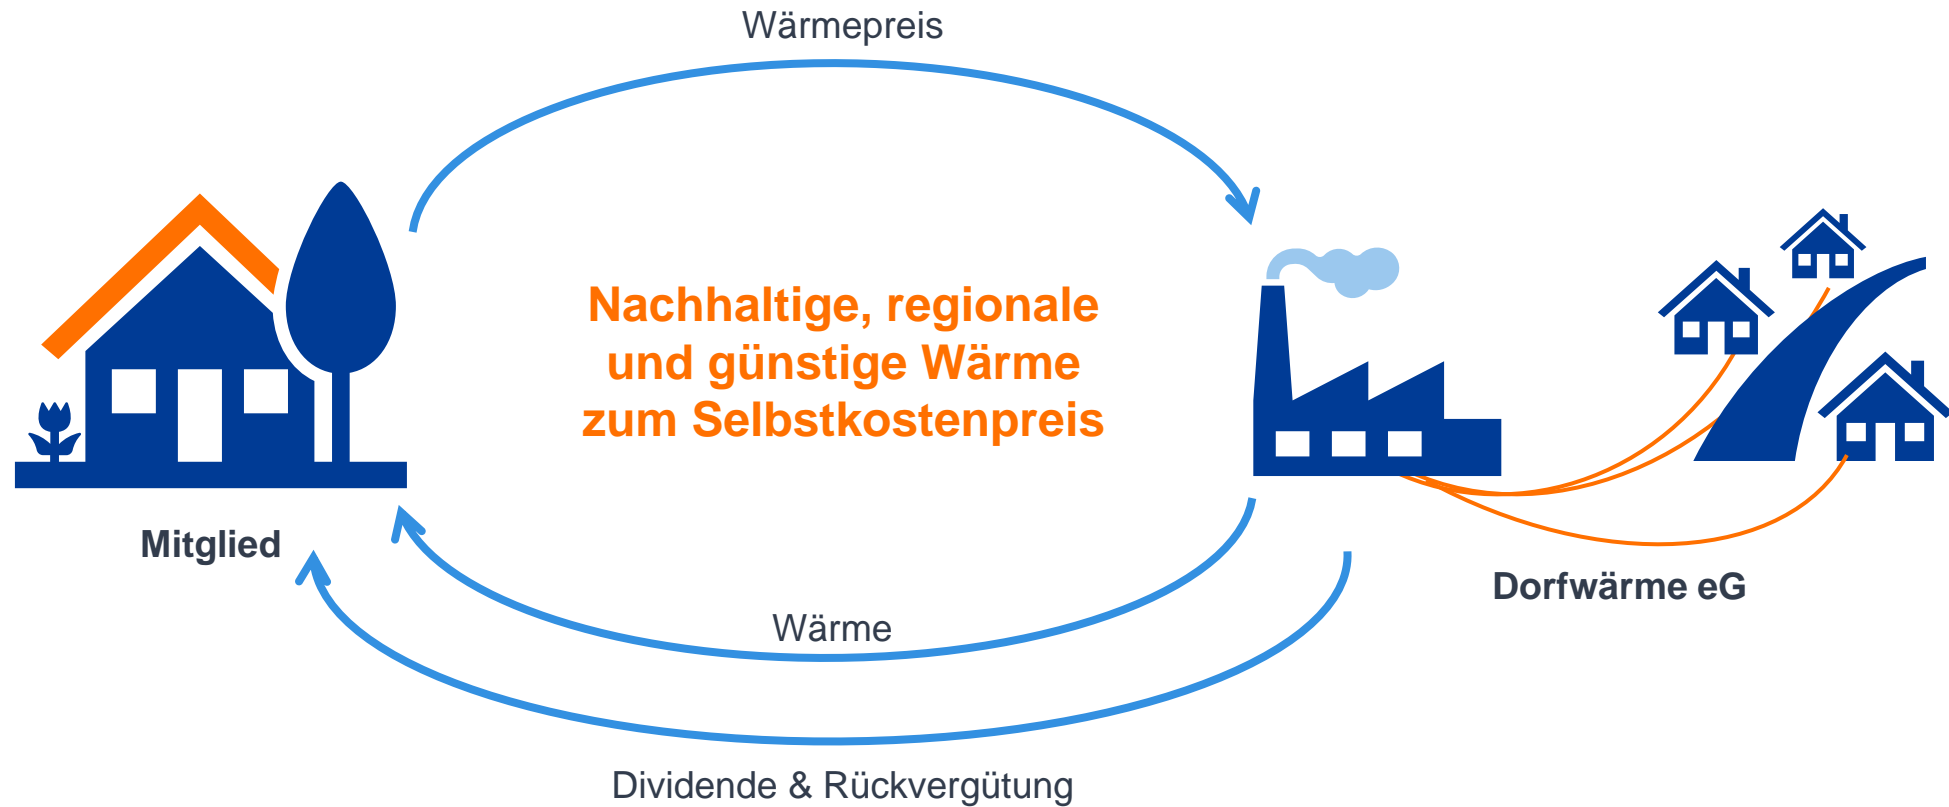 Wärmepreis
Nachhaltige, regionale
und günstige Wärme
zum Selbstkostenpreis
Mitglied
Dorfwärme eG
Wärme
Dividende & Rückvergütung